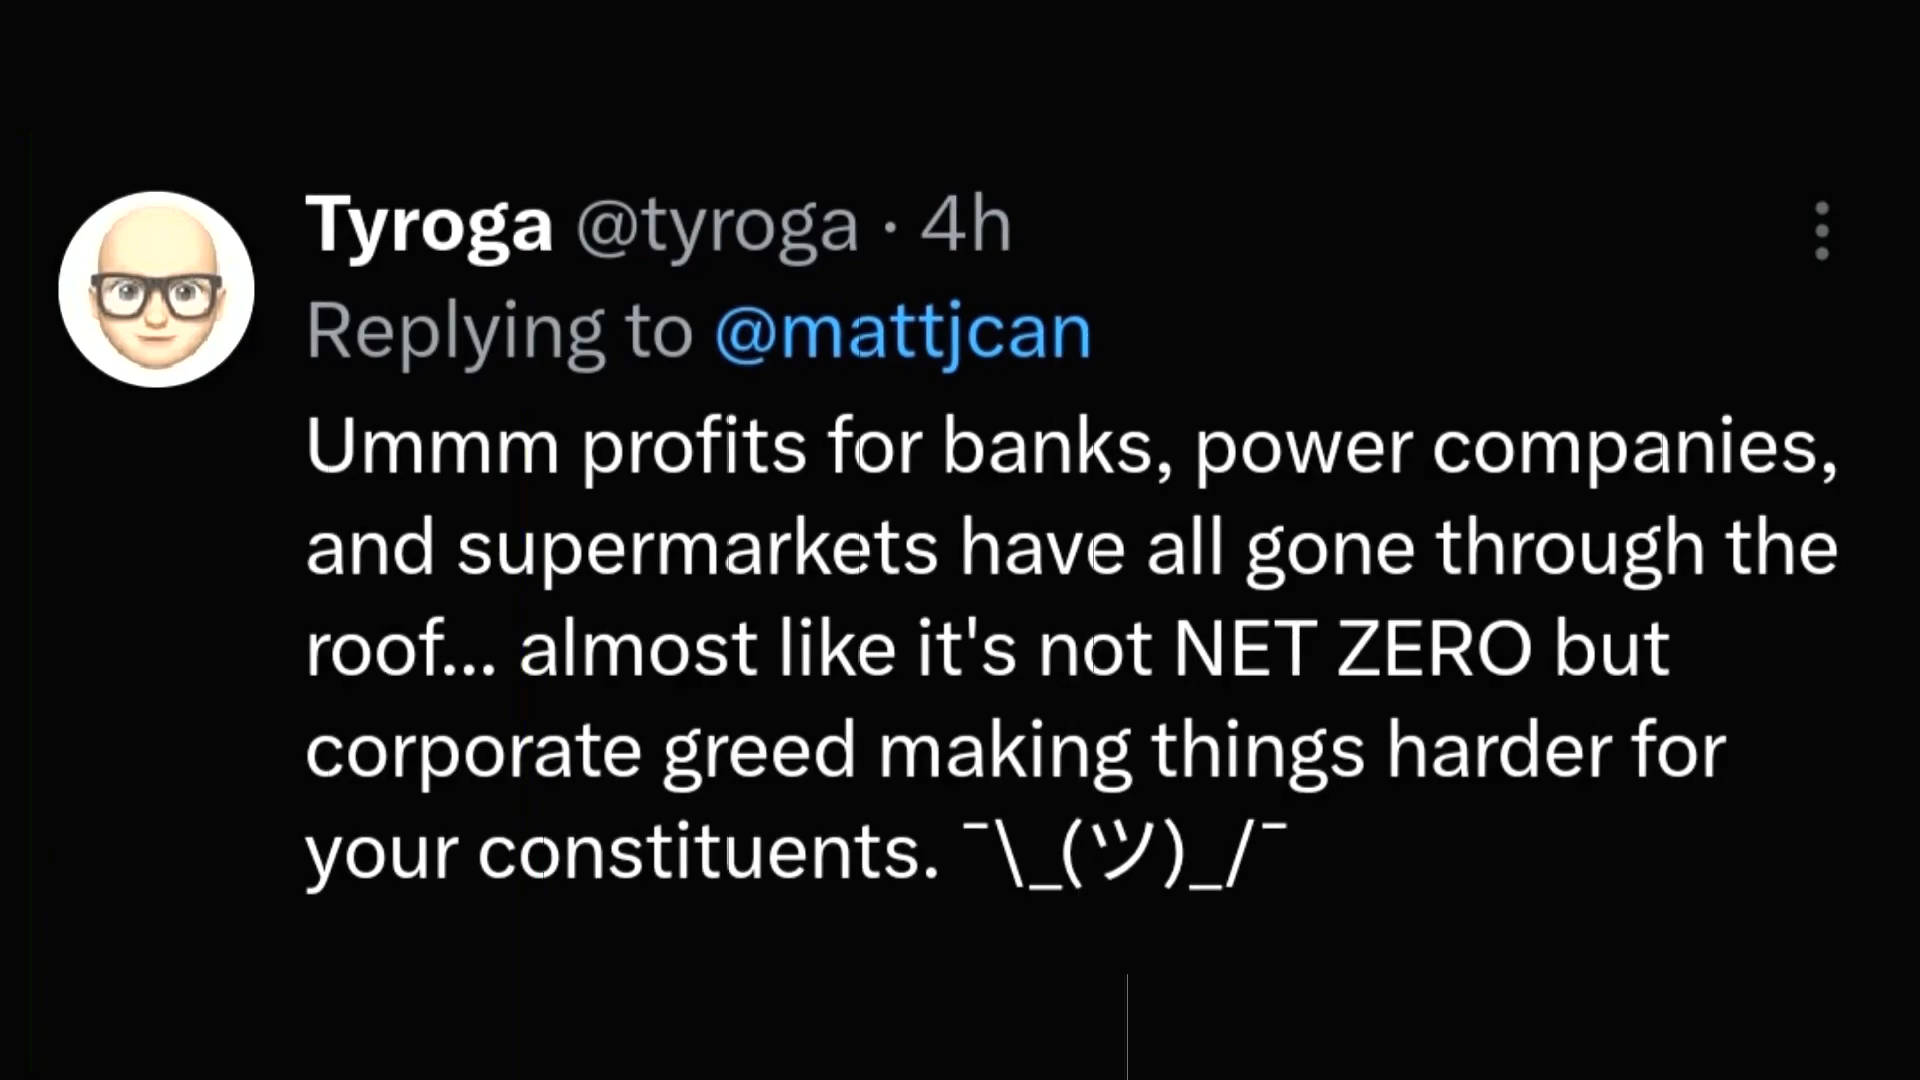 Tyroga @tyroga · 4h
Replying to @mattjcan
Ummm profits for banks, power companies,
and supermarkets have all gone through the
roof... almost like it's not NET ZERO but
corporate greed making things harder for
your constituents. ¯\_(ツ)_/¯